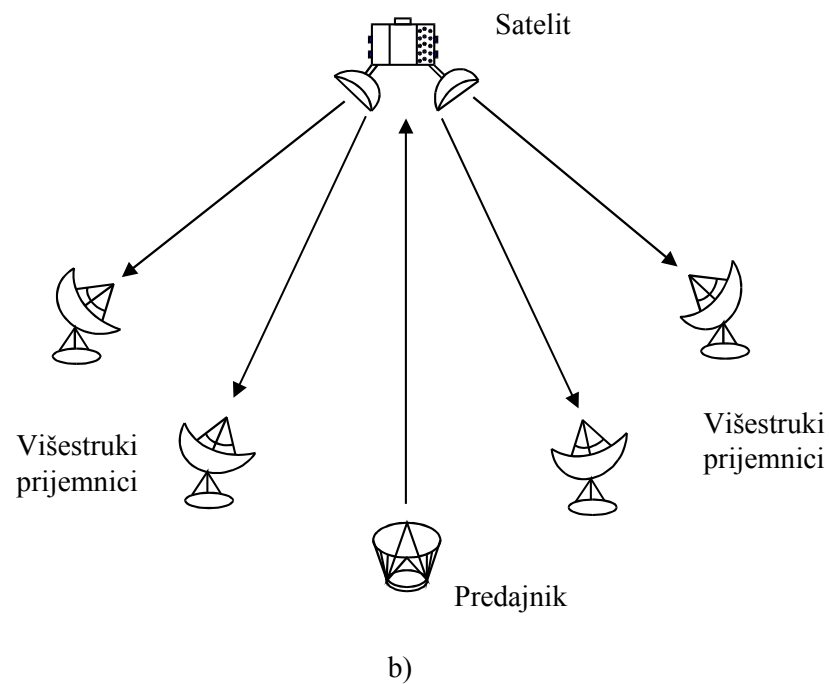 Satelit
Višestruki
prijemnici
Višestruki
prijemnici
Predajnik
b)